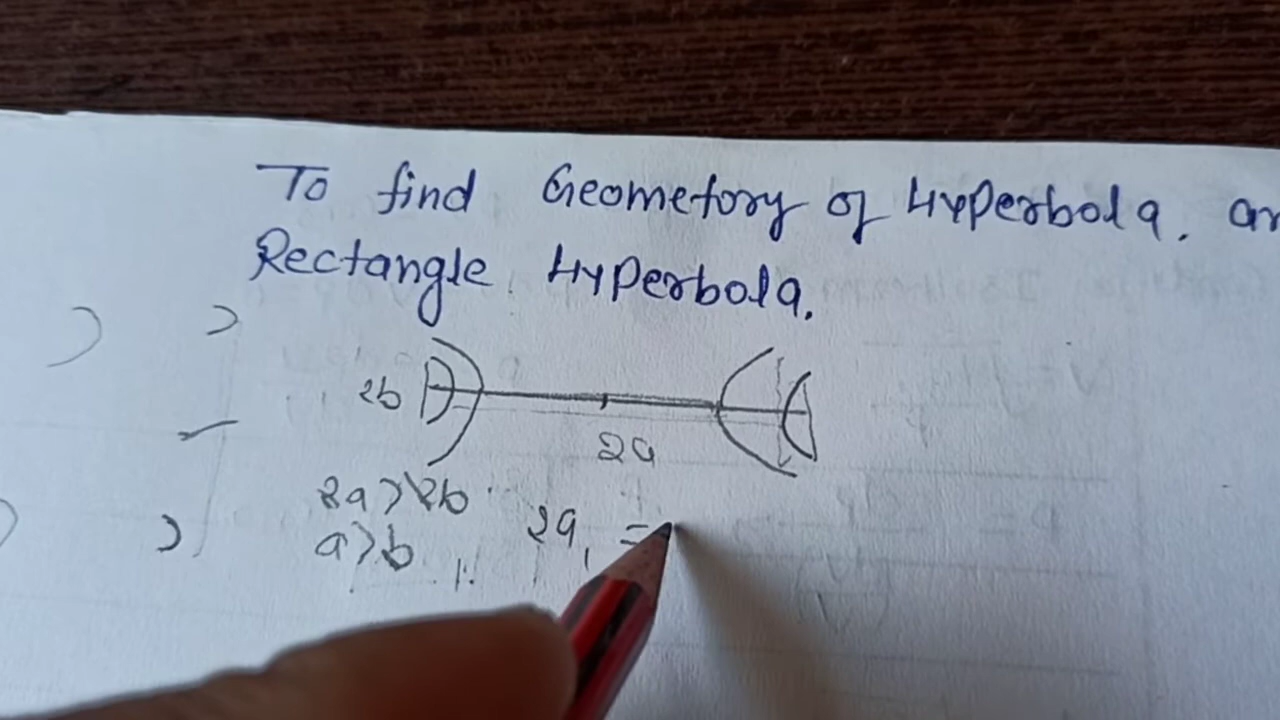 To find Geometory of Hyperbola. an
Rectangle Hyperbola.
2b
2a
2a > 2b
a > b
2a, =